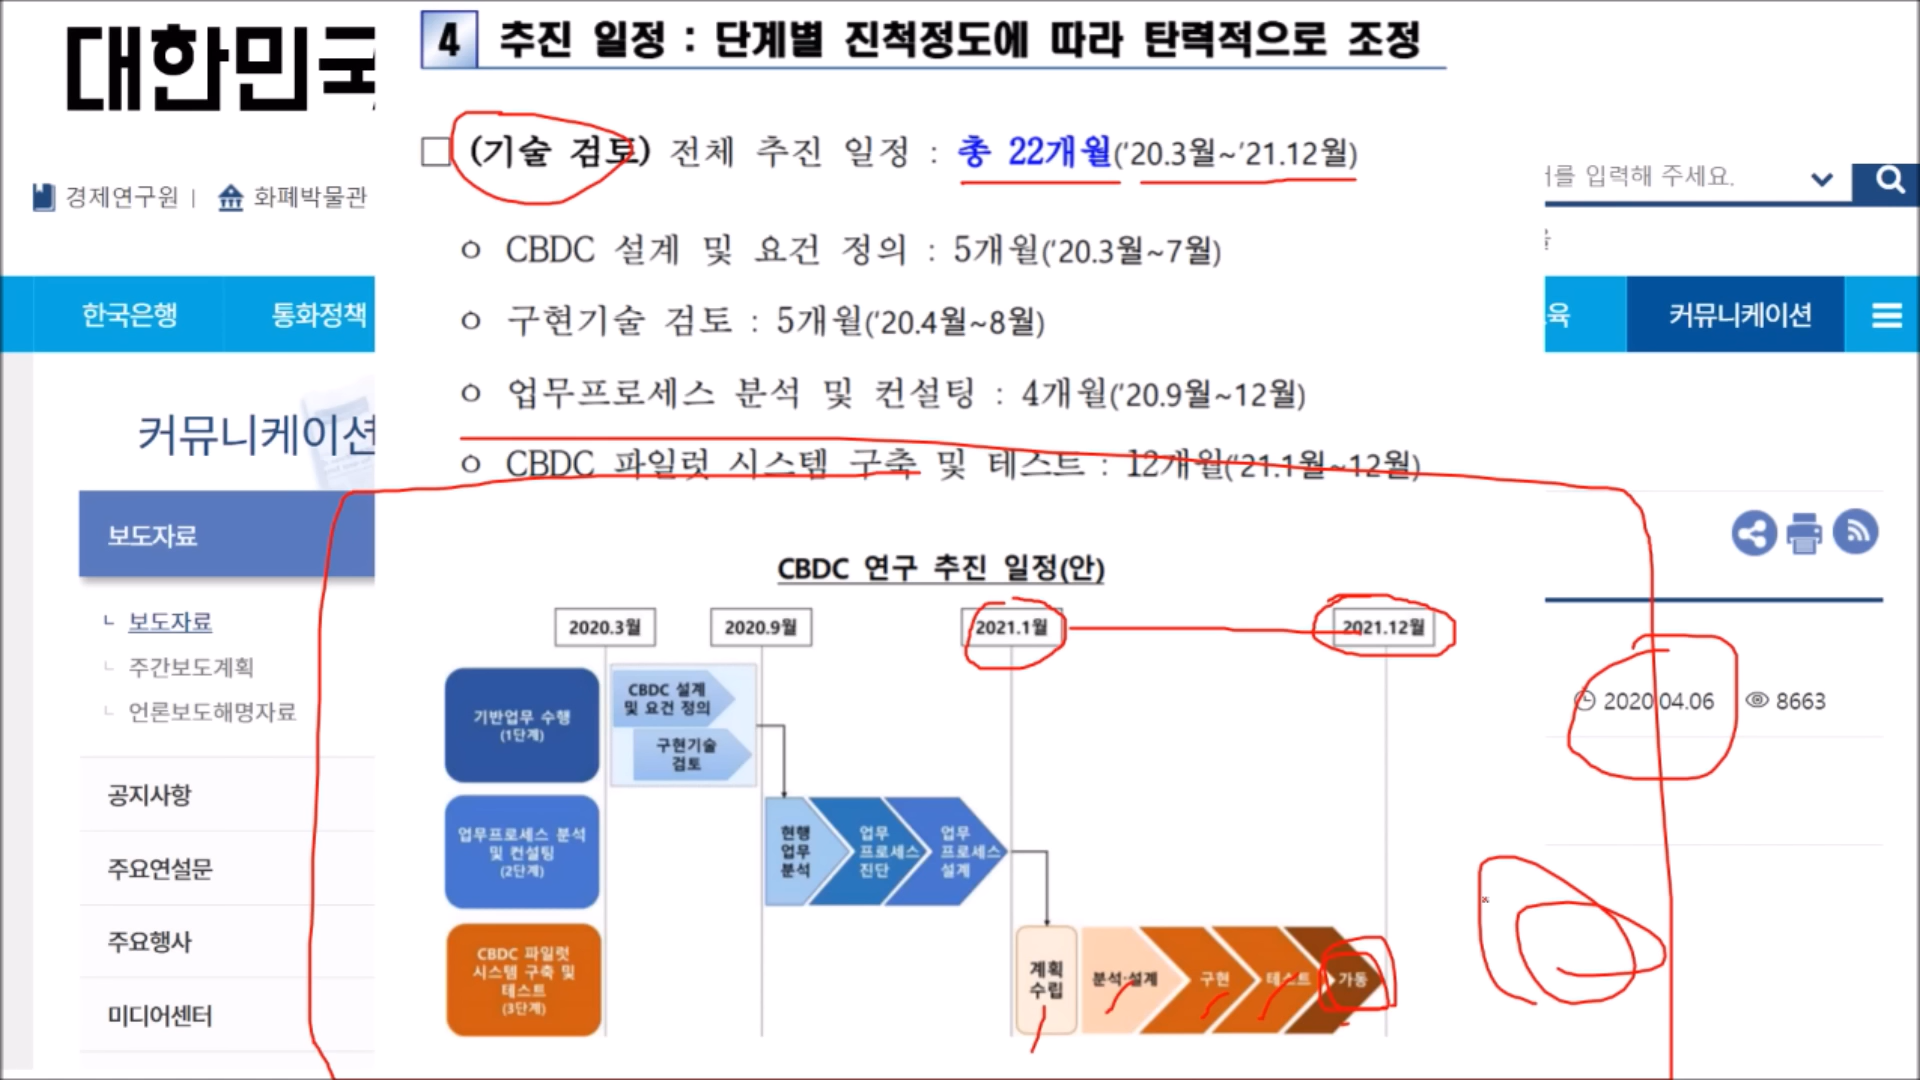 대한민국
4 추진 일정 : 단계별 진척정도에 따라 탄력적으로 조정
□ (기술 검토) 전체 추진 일정 : 총 22개월('20.3월~'21.12월)
경제연구원 | 화폐박물관
를 입력해 주세요.
ㅇ CBDC 설계 및 요건 정의 : 5개월('20.3월~7월)
한국은행 통화정책
육 커뮤니케이션
ㅇ 구현기술 검토 : 5개월('20.4월~8월)
ㅇ 업무프로세스 분석 및 컨설팅 : 4개월('20.9월~12월)
커뮤니케이션
ㅇ CBDC 파일럿 시스템 구축 및 테스트 : 12개월('21.1월~12월)
보도자료
보도자료
주간보도계획
언론보도해명자료
공지사항
주요연설문
주요행사
미디어센터
CBDC 연구 추진 일정(안)
2020.3월 2020.9월 2021.1월 2021.12월
기반업무 수행
(1단계)
CBDC 설계
및 요건 정의
구현기술
검토
업무프로세스 분석
및 컨설팅
(2단계)
현행
업무
분석
업무
프로세스
진단
업무
프로세스
설계
CBDC 파일럿
시스템 구축 및
테스트
(3단계)
계획
수립
분석·설계
구현
테스트
가동
2020.04.06 8663